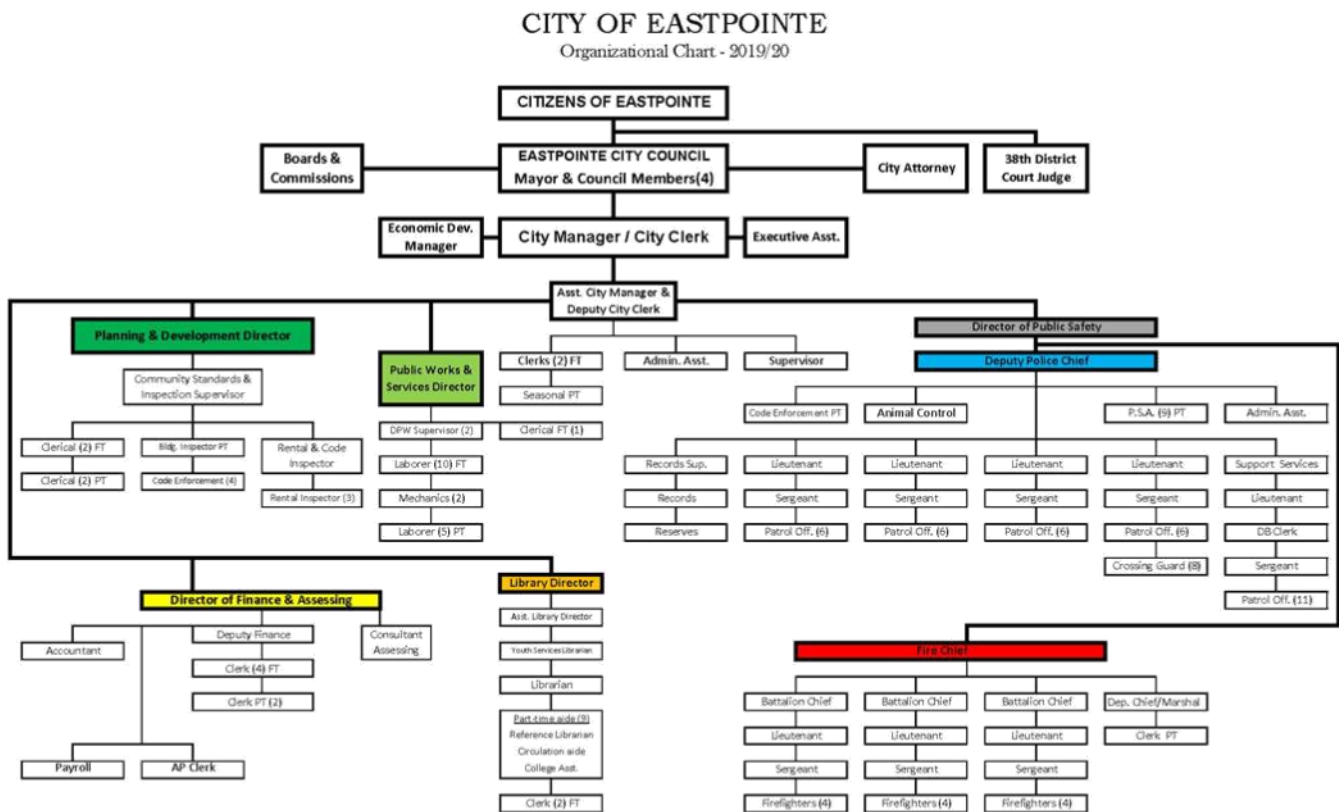 CITY OF EASTPOINTE
Organizational Chart - 2019/20
CITIZENS OF EASTPOINTE
Boards &
Commissions
EASTPOINTE CITY COUNCIL
Mayor & Council Members(4)
City Attorney
38th District
Court Judge
Economic Dev.
Manager
City Manager / City Clerk
Executive Asst.
Asst. City Manager &
Deputy City Clerk
Planning & Development Director
Community Standards &
Inspection Supervisor
Clerical (2) FT
Clerical (2) PT
Bldg. Inspector PT
Code Enforcement (4)
Rental & Code
Inspector
Rental Inspector (3)
Public Works &
Services Director
DPW Supervisor (2)
Clerical FT (1)
Laborer (10) FT
Mechanics (2)
Laborer (5) PT
Clerks (2) FT
Seasonal PT
Admin. Asst.
Supervisor
Director of Public Safety
Deputy Police Chief
Code Enforcement PT
Animal Control
P.S.A. (9) PT
Admin. Asst.
Records Sup.
Records
Reserves
Lieutenant
Sergeant
Patrol Off. (6)
Lieutenant
Sergeant
Patrol Off. (6)
Lieutenant
Sergeant
Patrol Off. (6)
Lieutenant
Sergeant
Patrol Off. (6)
Crossing Guard (8)
Support Services
Lieutenant
DB Clerk
Sergeant
Patrol Off. (11)
Director of Finance & Assessing
Accountant
Deputy Finance
Clerk (4) FT
Clerk PT (2)
Consultant
Assessing
Payroll
AP Clerk
Library Director
Asst. Library Director
Youth Services Librarian
Librarian
Part-time aide (9)
Reference Librarian
Circulation aide
College Asst.
Clerk (2) FT
Fire Chief
Battalion Chief
Lieutenant
Sergeant
Firefighters (4)
Battalion Chief
Lieutenant
Sergeant
Firefighters (4)
Battalion Chief
Lieutenant
Sergeant
Firefighters (4)
Dep. Chief/Marshal
Clerk PT